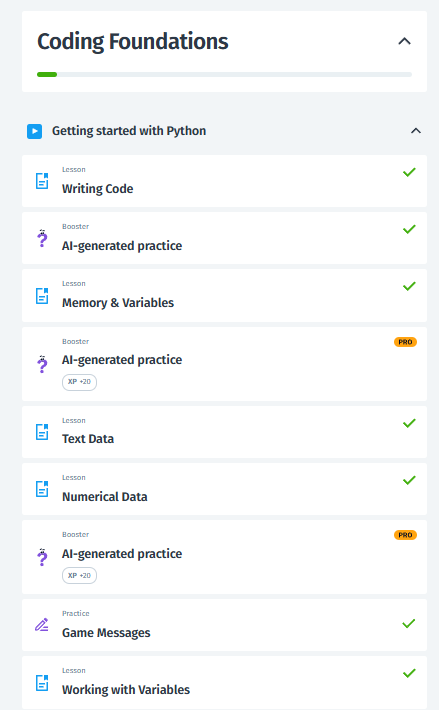 Coding Foundations
Getting started with Python
Lesson
Writing Code
Booster
AI-generated practice
Lesson
Memory & Variables
Booster
PRO
AI-generated practice
XP +20
Lesson
Text Data
Lesson
Numerical Data
Booster
PRO
AI-generated practice
XP +20
Practice
Game Messages
Lesson
Working with Variables